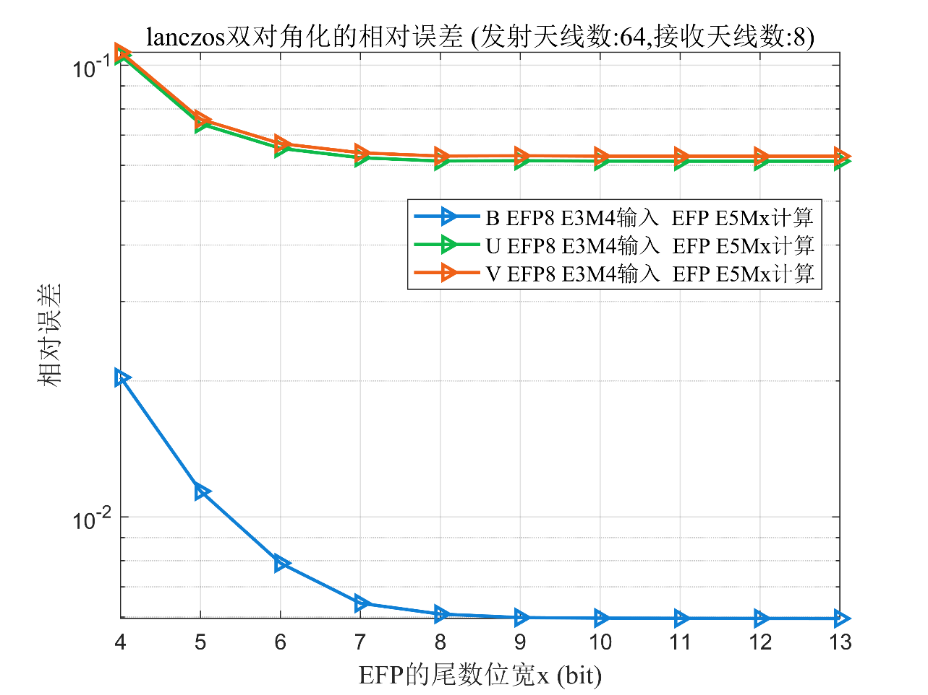 lanczos双对角化的相对误差 (发射天线数:64,接收天线数:8)
10-1
B EFP8 E3M4输入  EFP E5Mx计算
U EFP8 E3M4输入  EFP E5Mx计算
V EFP8 E3M4输入  EFP E5Mx计算
相对误差
10-2
4 5 6 7 8 9 10 11 12 13
EFP的尾数位宽x (bit)